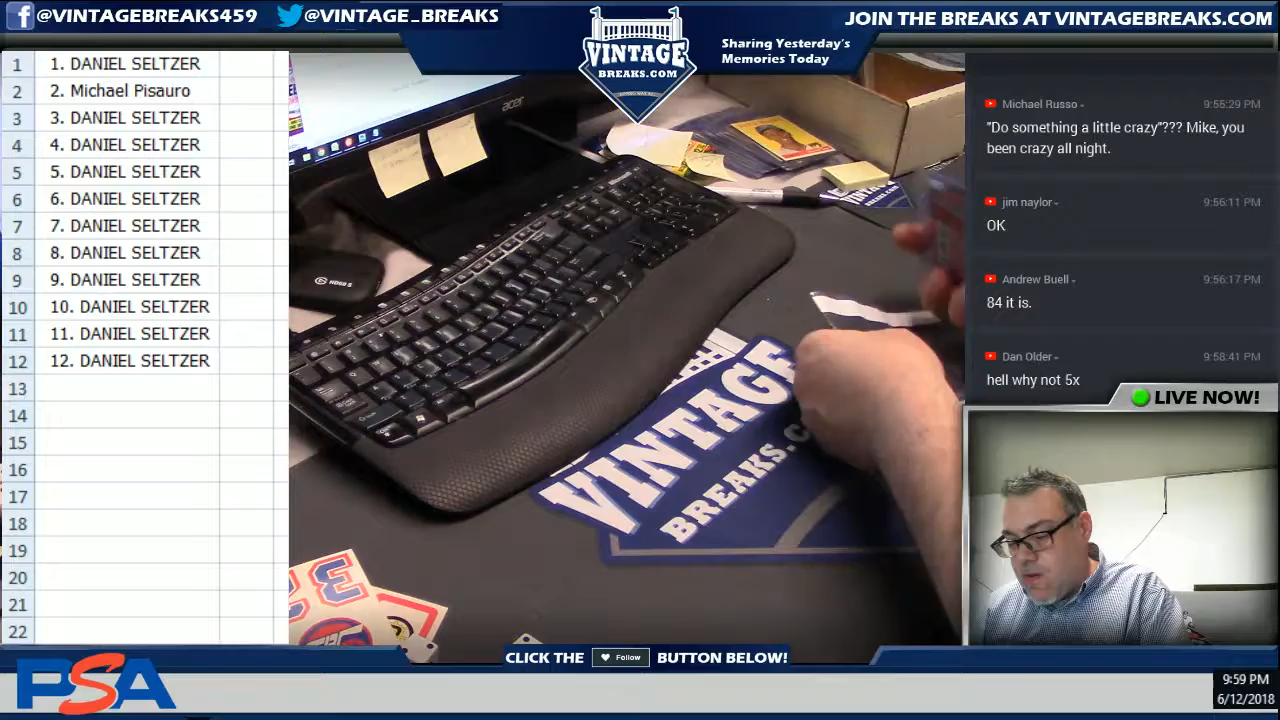 @VINTAGEBREAKS459
@VINTAGE_BREAKS
VINTAGE
BREAKS.COM
Sharing Yesterday's
Memories Today
JOIN THE BREAKS AT VINTAGEBREAKS.COM
1 1. DANIEL SELTZER
2 2. Michael Pisauro
3 3. DANIEL SELTZER
4 4. DANIEL SELTZER
5 5. DANIEL SELTZER
6 6. DANIEL SELTZER
7 7. DANIEL SELTZER
8 8. DANIEL SELTZER
9 9. DANIEL SELTZER
10 10. DANIEL SELTZER
11 11. DANIEL SELTZER
12 12. DANIEL SELTZER
13
14
15
16
17
18
19
20
21
22
acer
VINTAGE
BREAKS.C
Michael Russo 9:55:29 PM
"Do something a little crazy"??? Mike, you
been crazy all night.
jim naylor 9:56:11 PM
OK
Andrew Buell 9:56:17 PM
84 it is.
Dan Older 9:58:41 PM
hell why not 5x
LIVE NOW!
CLICK THE Follow BUTTON BELOW!
PSA
9:59 PM
6/12/2018